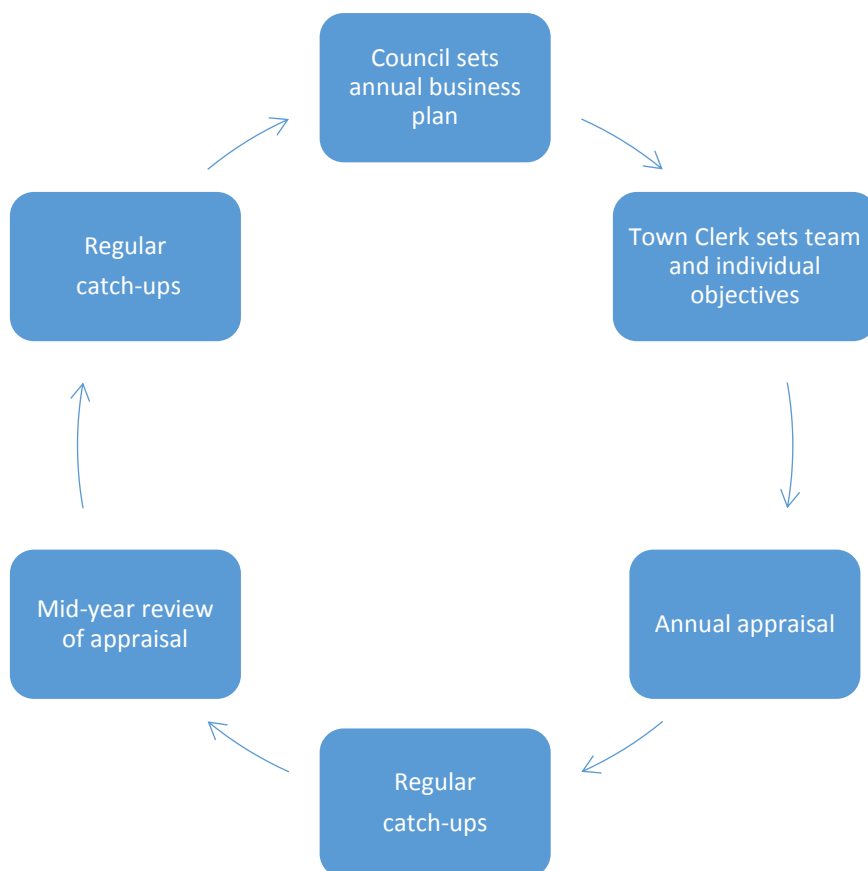 Council sets
annual business
plan
Town Clerk sets team
and individual
objectives
Annual appraisal
Regular
catch-ups
Mid-year review
of appraisal
Regular
catch-ups